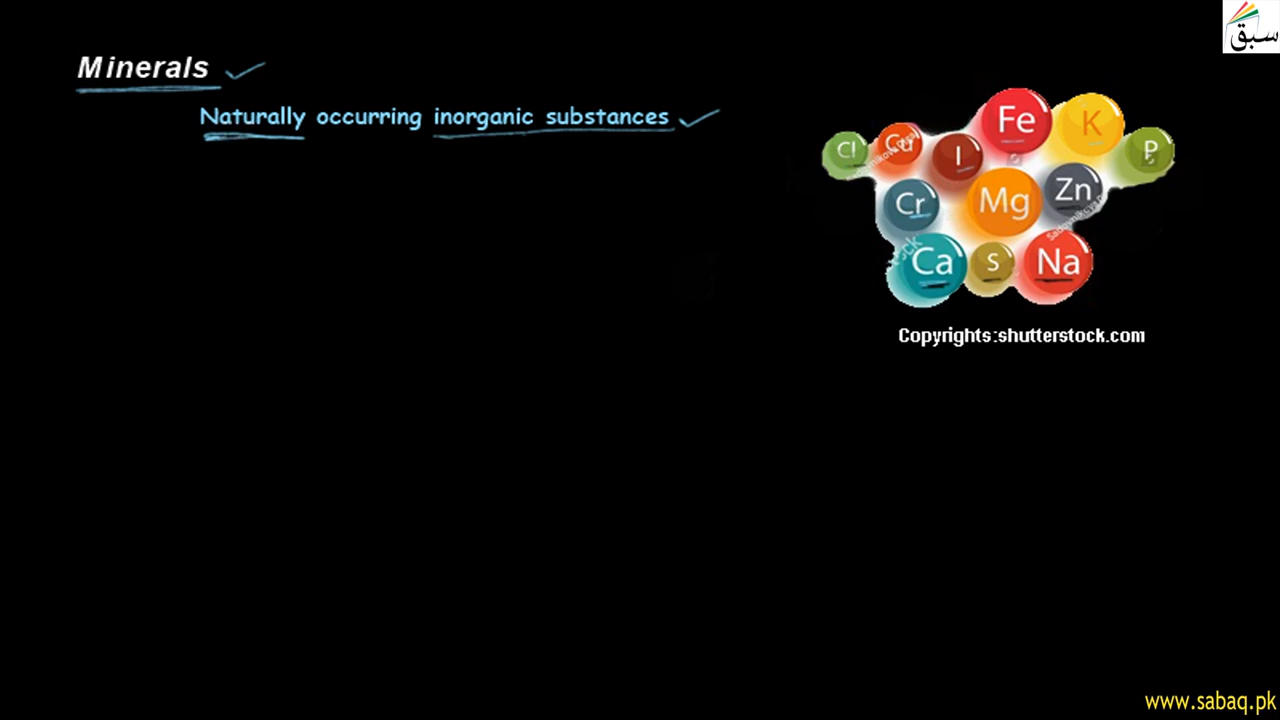 سبق
Minerals
Naturally occurring inorganic substances
Fe
K
Cl
Cu
I
P
Cr
Mg
Zn
Ca
S
Na
Copyrights:shutterstock.com
www.sabaq.pk